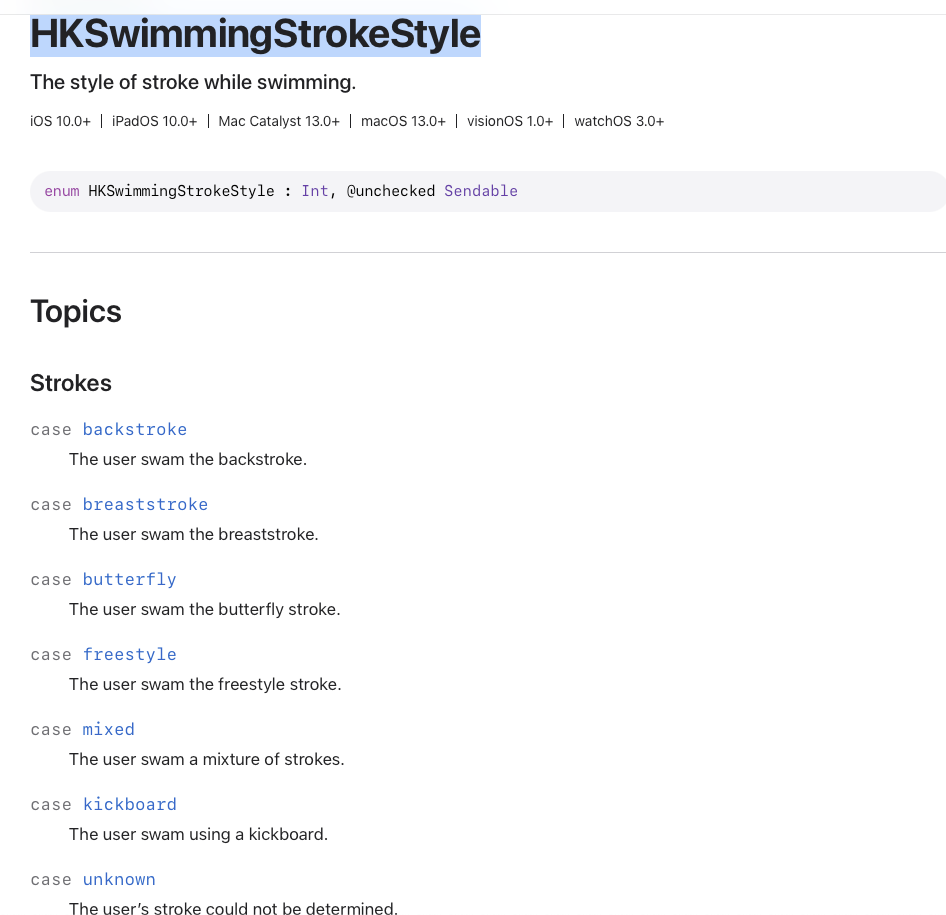 HKSwimmingStrokeStyle
The style of stroke while swimming.
iOS 10.0+ | iPadOS 10.0+ | Mac Catalyst 13.0+ | macOS 13.0+ | visionOS 1.0+ | watchOS 3.0+
enum HKSwimmingStrokeStyle : Int, @unchecked Sendable
Topics
Strokes
case backstroke
The user swam the backstroke.
case breaststroke
The user swam the breaststroke.
case butterfly
The user swam the butterfly stroke.
case freestyle
The user swam the freestyle stroke.
case mixed
The user swam a mixture of strokes.
case kickboard
The user swam using a kickboard.
case unknown
The user’s stroke could not be determined.